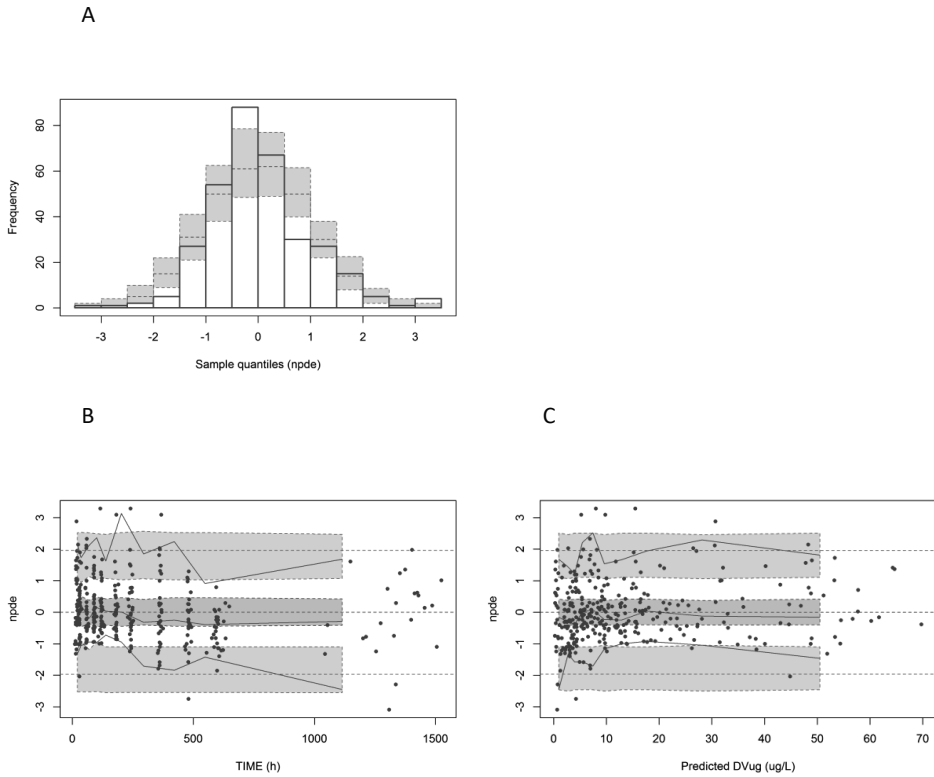 A
Frequency
0 20 40 60 80
-3 -2 -1 0 1 2 3
Sample quantiles (npde)
B
npde
3
2
1
0
-1
-2
-3
0 500 1000 1500
TIME (h)
C
npde
3
2
1
0
-1
-2
-3
0 10 20 30 40 50 60 70
Predicted DVug (ug/L)